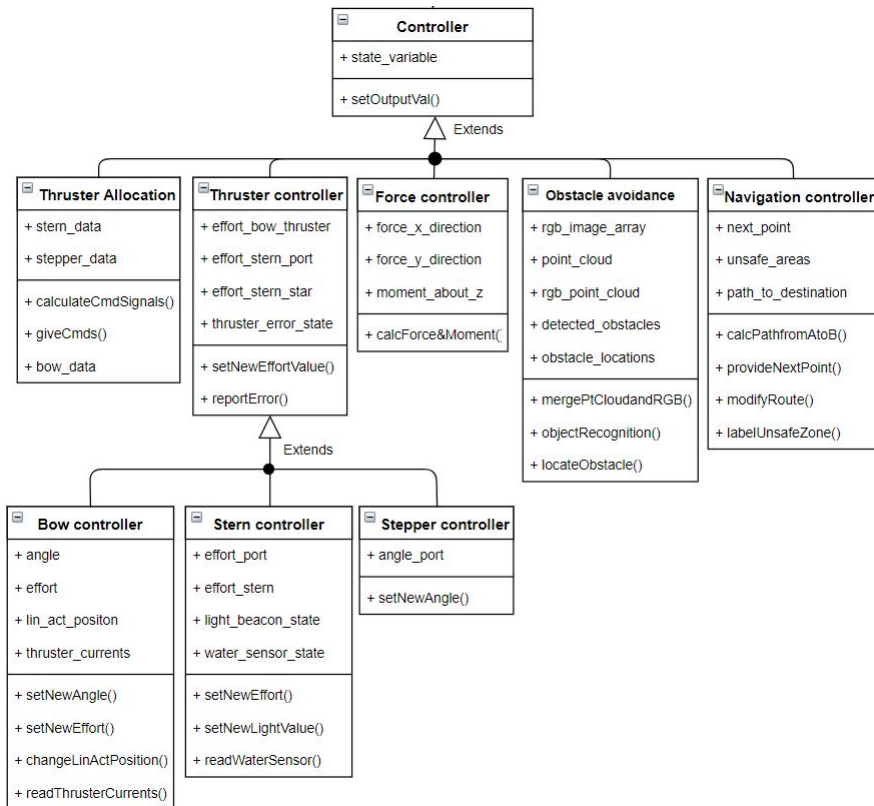 Controller
+ state_variable
+ setOutputVal()
Extends
Thruster Allocation
+ stern_data
+ stepper_data
+ calculateCmdSignals()
+ giveCmds()
+ bow_data
Thruster controller
+ effort_bow_thruster
+ effort_stern_port
+ effort_stern_star
+ thruster_error_state
+ setNewEffortValue()
+ reportError()
Force controller
+ force_x_direction
+ force_y_direction
+ moment_about_z
+ calcForce&Moment(
Obstacle avoidance
+ rgb_image_array
+ point_cloud
+ rgb_point_cloud
+ detected_obstacles
+ obstacle_locations
+ mergePtCloudandRGB()
+ objectRecognition()
+ locateObstacle()
Navigation controller
+ next_point
+ unsafe_areas
+ path_to_destination
+ calcPathfromAtoB()
+ provideNextPoint()
+ modifyRoute()
+ labelUnsafeZone()
Extends
Bow controller
+ angle
+ effort
+ lin_act_positon
+ thruster_currents
+ setNewAngle()
+ setNewEffort()
+ changeLinActPosition()
+ readThrusterCurrents()
Stern controller
+ effort_port
+ effort_stern
+ light_beacon_state
+ water_sensor_state
+ setNewEffort()
+ setNewLightValue()
+ readWaterSensor()
Stepper controller
+ angle_port
+ setNewAngle()